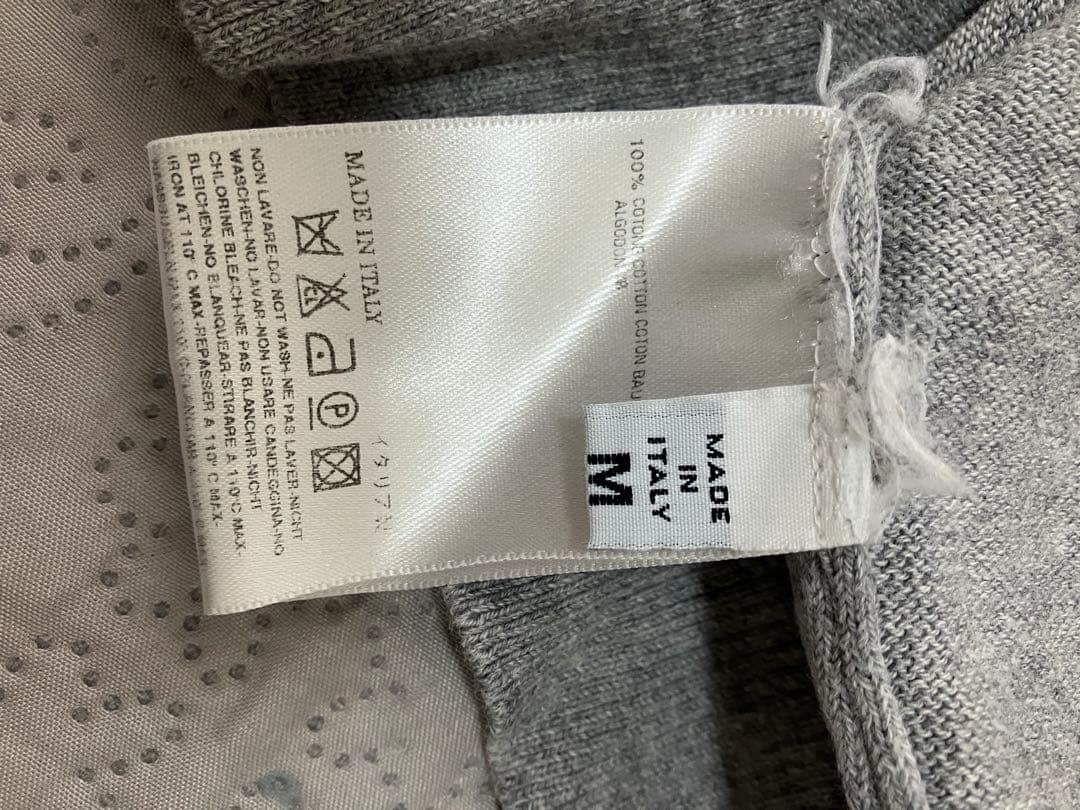 100% COTONE COTTON COTON BAU
MADE IN ITALY
イタリア製
NON LAVARE-DO NOT WASH-NE PAS LAVER-NICHT
WASCHEN-NO LAVAR-NON USARE CANDEGGINA-NO
CHLORINE BLEACH-NE PAS BLANCHIR-NICHT
BLEICHEN-NO BLANQUEAR-STIRARE A 110°C MAX-
IRON AT 110° C MAX-REPASSER A 110° C MAX-
MADE
IN
ITALY
M